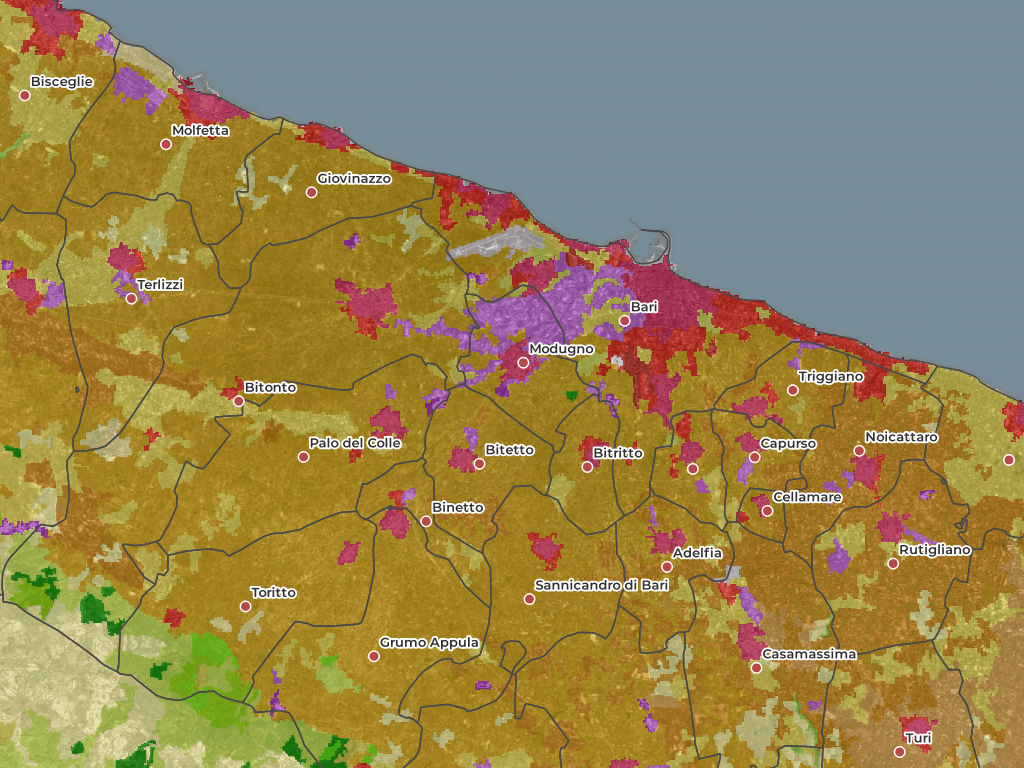 Bisceglie
Molfetta
Giovinazzo
Terlizzi
Bari
Modugno
Triggiano
Bitonto
Palo del Colle
Bitetto
Bitritto
Capurso
Noicattaro
Cellamare
Binetto
Adelfia
Rutigliano
Sannicandro di Bari
Toritto
Grumo Appula
Casamassima
Turi